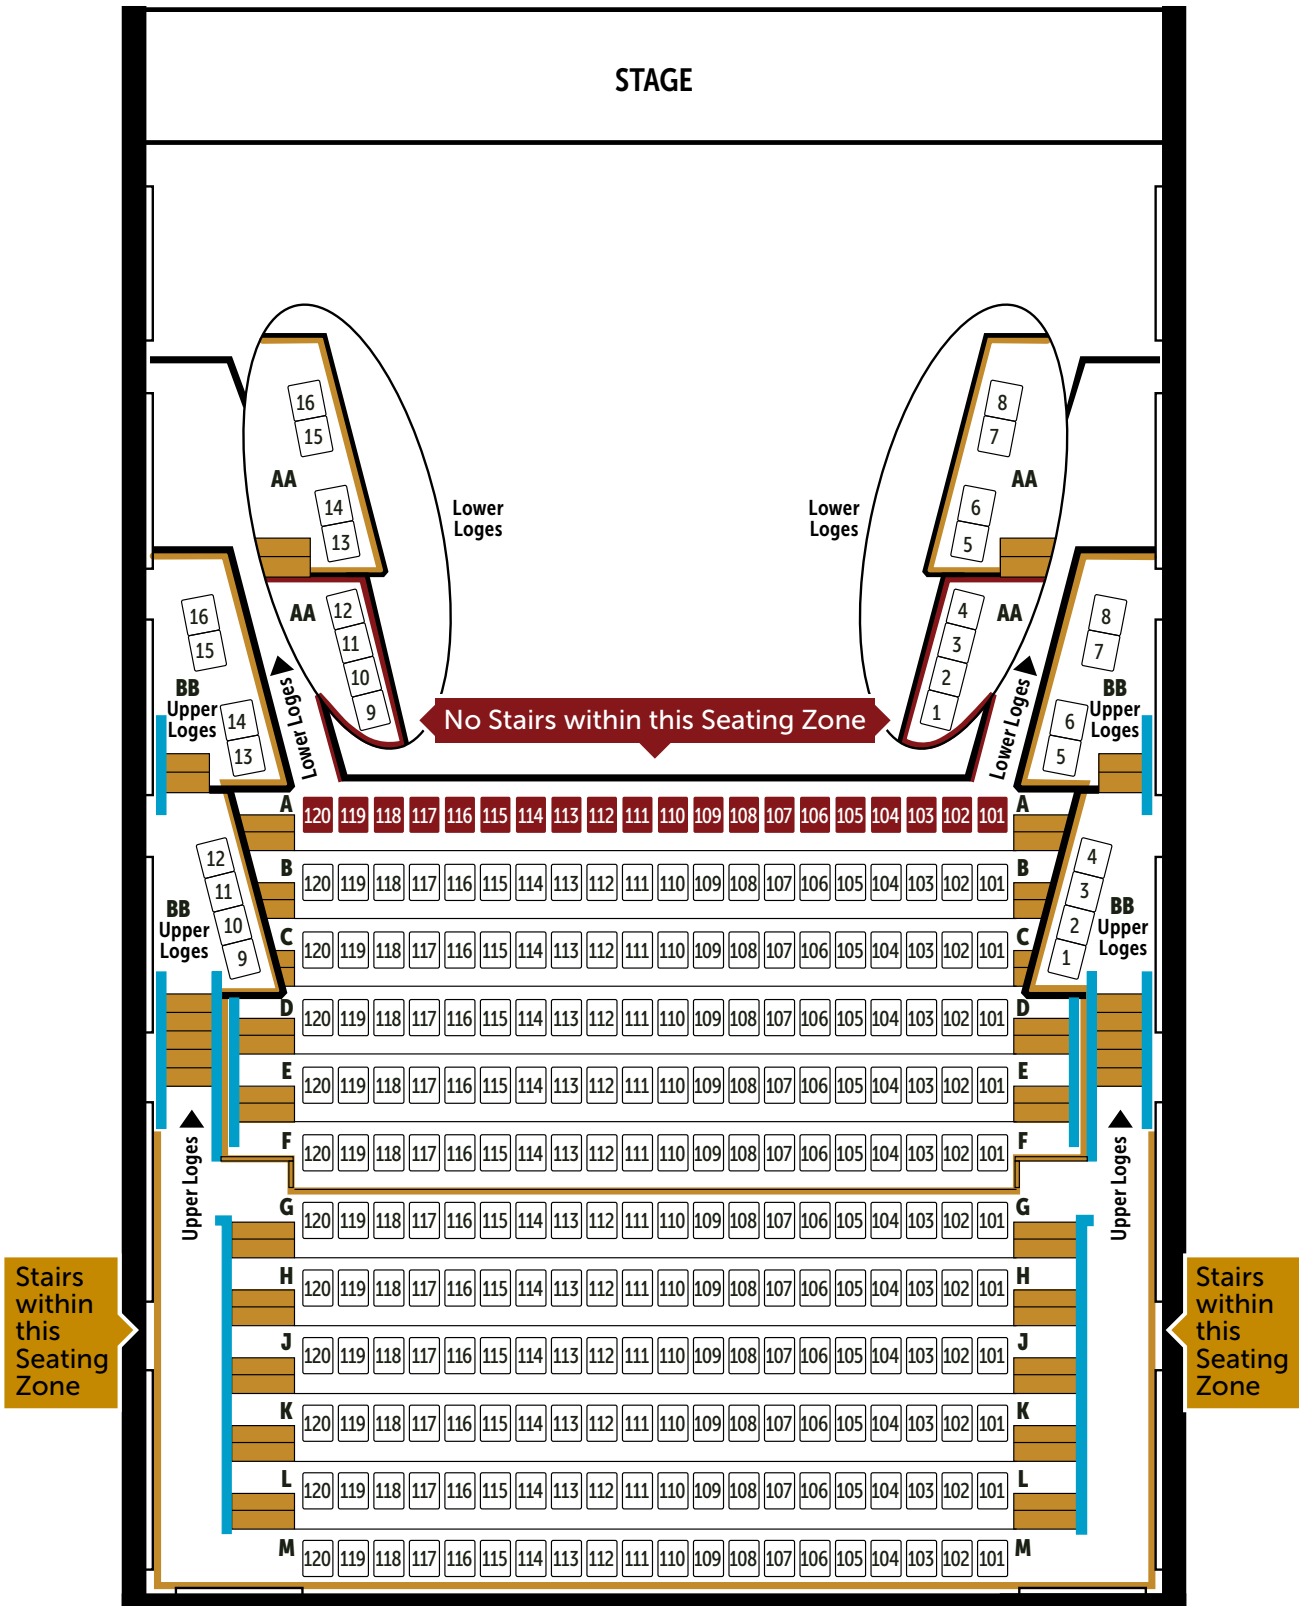 STAGE
16
15
AA
14
13
8
7
AA
6
5
Lower
Loges
Lower
Loges
AA
12
11
10
9
4
3
2
1
AA
16
15
BB
Upper
Loges
14
13
Lower Loges
No Stairs within this Seating Zone
Lower Loges
8
7
BB
Upper
Loges
6
5
A 120 119 118 117 116 115 114 113 112 111 110 109 108 107 106 105 104 103 102 101 A
B 120 119 118 117 116 115 114 113 112 111 110 109 108 107 106 105 104 103 102 101 B
12
11
10
9
BB
Upper
Loges
4
3
2
1
BB
Upper
Loges
C 120 119 118 117 116 115 114 113 112 111 110 109 108 107 106 105 104 103 102 101 C
D 120 119 118 117 116 115 114 113 112 111 110 109 108 107 106 105 104 103 102 101 D
E 120 119 118 117 116 115 114 113 112 111 110 109 108 107 106 105 104 103 102 101 E
F 120 119 118 117 116 115 114 113 112 111 110 109 108 107 106 105 104 103 102 101 F
Upper Loges
Upper Loges
G 120 119 118 117 116 115 114 113 112 111 110 109 108 107 106 105 104 103 102 101 G
H 120 119 118 117 116 115 114 113 112 111 110 109 108 107 106 105 104 103 102 101 H
Stairs
within
this
Seating
Zone
Stairs
within
this
Seating
Zone
J 120 119 118 117 116 115 114 113 112 111 110 109 108 107 106 105 104 103 102 101 J
K 120 119 118 117 116 115 114 113 112 111 110 109 108 107 106 105 104 103 102 101 K
L 120 119 118 117 116 115 114 113 112 111 110 109 108 107 106 105 104 103 102 101 L
M 120 119 118 117 116 115 114 113 112 111 110 109 108 107 106 105 104 103 102 101 M